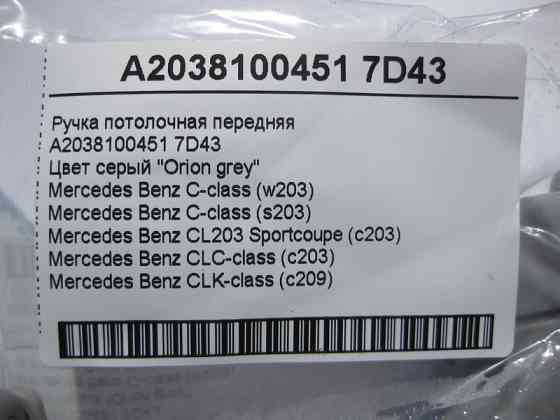 A2038100451 7D43
Ручка потолочная передняя
A2038100451 7D43
Цвет серый "Orion grey"
Mercedes Benz C-class (w203)
Mercedes Benz C-class (s203)
Mercedes Benz CL203 Sportcoupe (c203)
Mercedes Benz CLC-class (c203)
Mercedes Benz CLK-class (c209)